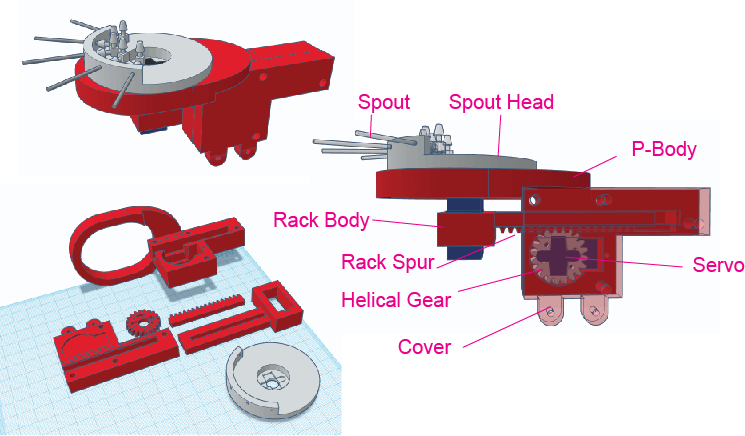 Spout
Spout Head
P-Body
Rack Body
Rack Spur
Servo
Helical Gear
Cover